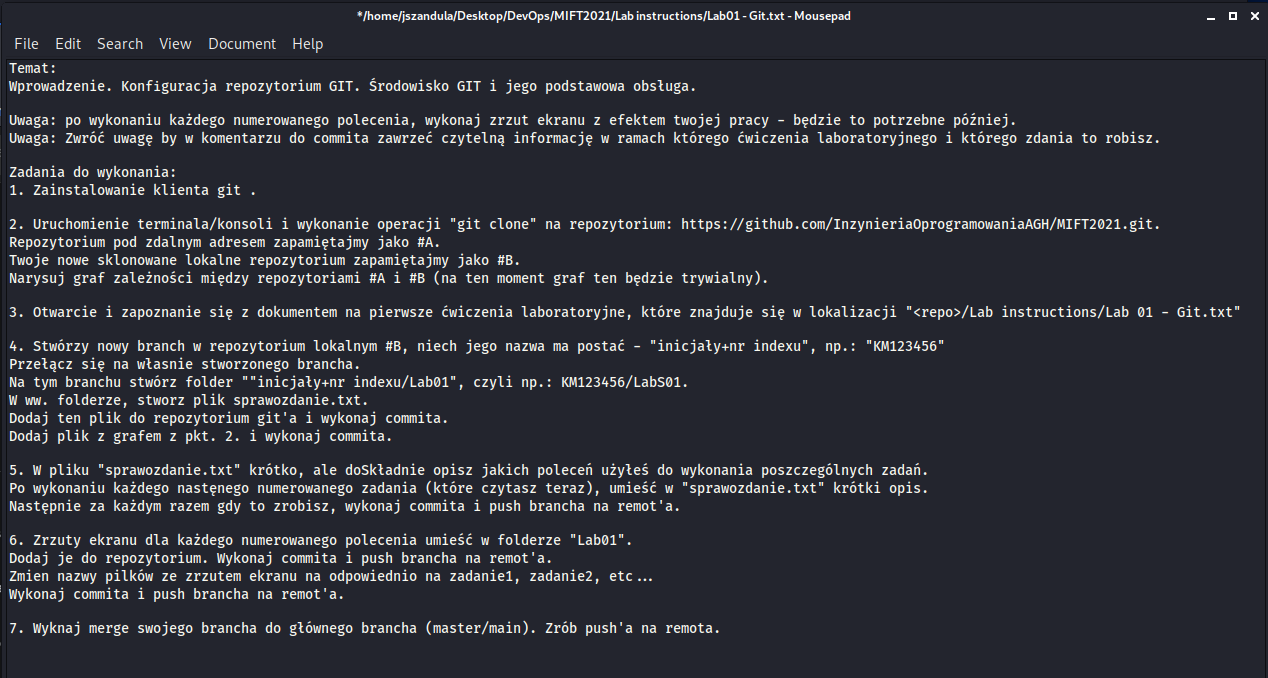 */home/jszandula/Desktop/DevOps/MIFT2021/Lab instructions/Lab01 - Git.txt - Mousepad
File Edit Search View Document Help
Temat:
Wprowadzenie. Konfiguracja repozytorium GIT. Środowisko GIT i jego podstawowa obsługa.
Uwaga: po wykonaniu każdego numerowanego polecenia, wykonaj zrzut ekranu z efektem twojej pracy - będzie to potrzebne później.
Uwaga: Zwróć uwagę by w komentarzu do commita zawrzeć czytelną informację w ramach którego ćwiczenia laboratoryjnego i którego zdania to robisz.
Zadania do wykonania:
1. Zainstalowanie klienta git .
2. Uruchomienie terminala/konsoli i wykonanie operacji "git clone" na repozytorium: https://github.com/InzynieriaOprogramowaniaAGH/MIFT2021.git.
Repozytorium pod zdalnym adresem zapamiętajmy jako #A.
Twoje nowe sklonowane lokalne repozytorium zapamiętajmy jako #B.
Narysuj graf zależności między repozytoriami #A i #B (na ten moment graf ten będzie trywialny).
3. Otwarcie i zapoznanie się z dokumentem na pierwsze ćwiczenia laboratoryjne, które znajduje się w lokalizacji "<repo>/Lab instructions/Lab 01 - Git.txt"
4. Stwórzy nowy branch w repozytorium lokalnym #B, niech jego nazwa ma postać - "inicjały+nr indexu", np.: "KM123456"
Przełącz się na własnie stworzonego brancha.
Na tym branchu stwórz folder ""inicjały+nr indexu/Lab01", czyli np.: KM123456/LabS01.
W ww. folderze, stworz plik sprawozdanie.txt.
Dodaj ten plik do repozytorium git'a i wykonaj commita.
Dodaj plik z grafem z pkt. 2. i wykonaj commita.
5. W pliku "sprawozdanie.txt" krótko, ale doSkładnie opisz jakich poleceń użyłeś do wykonania poszczególnych zadań.
Po wykonaniu każdego nastęnego numerowanego zadania (które czytasz teraz), umieść w "sprawozdanie.txt" krótki opis.
Następnie za każdym razem gdy to zrobisz, wykonaj commita i push brancha na remot'a.
6. Zrzuty ekranu dla każdego numerowanego polecenia umieść w folderze "Lab01".
Dodaj je do repozytorium. Wykonaj commita i push brancha na remot'a.
Zmien nazwy pilków ze zrzutem ekranu na odpowiednio na zadanie1, zadanie2, etc...
Wykonaj commita i push brancha na remot'a.
7. Wyknaj merge swojego brancha do głównego brancha (master/main). Zrób push'a na remota.